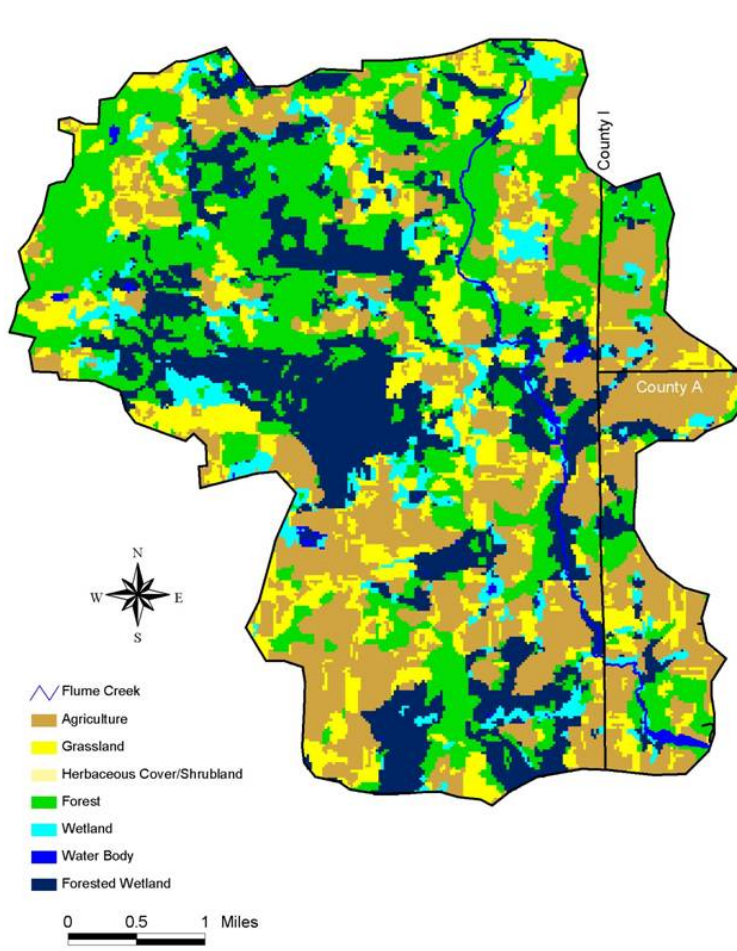 County I
County A
N
W E
S
Flume Creek
Agriculture
Grassland
Herbaceous Cover/Shrubland
Forest
Wetland
Water Body
Forested Wetland
0 0.5 1 Miles